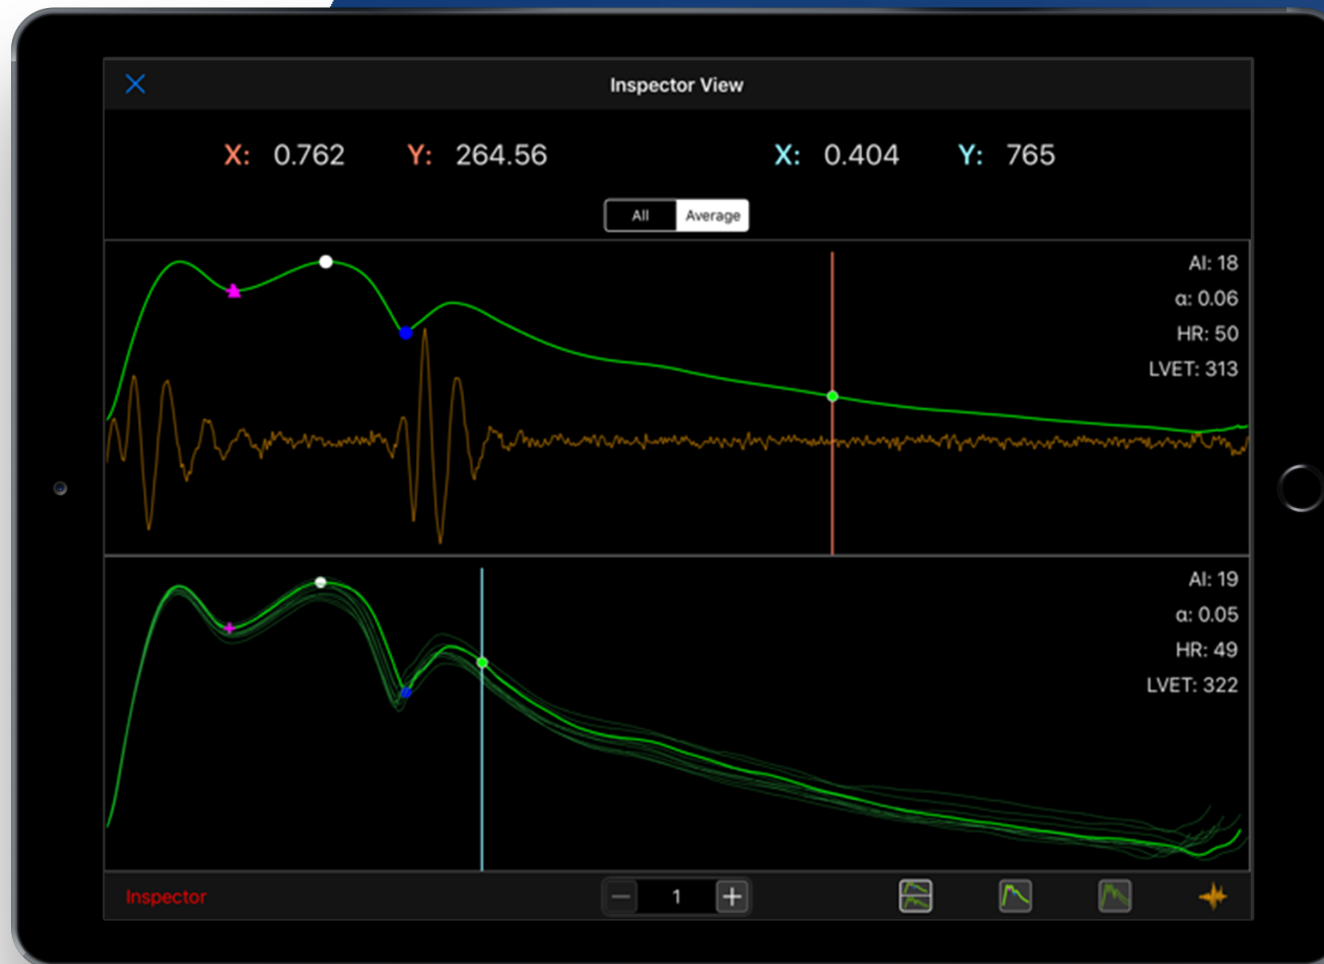 Inspector View
X: 0.762 Y: 264.56 X: 0.404 Y: 765
All Average
AI: 18
α: 0.06
HR: 50
LVET: 313
AI: 19
α: 0.05
HR: 49
LVET: 322
Inspector 1